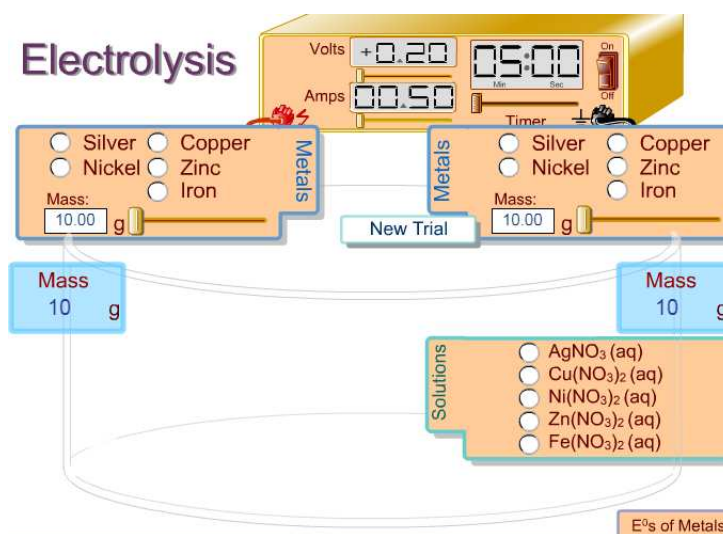 Electrolysis
Volts
+0.20
Amps
00.50
05:00
Min Sec
On
Off
Timer
Silver Copper
Nickel Zinc
Iron
Metals
Mass:
10.00 g
Metals
Silver Copper
Nickel Zinc
Iron
Mass:
10.00 g
New Trial
Mass
10 g
Mass
10 g
Solutions
AgNO₃ (aq)
Cu(NO₃)₂ (aq)
Ni(NO₃)₂ (aq)
Zn(NO₃)₂ (aq)
Fe(NO₃)₂ (aq)
E⁰s of Metals